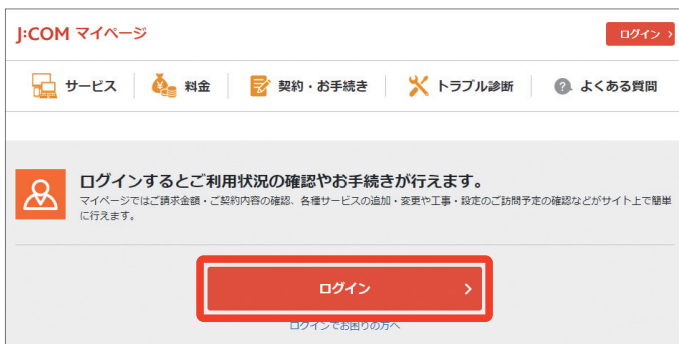 J:COM マイページ
ログイン
サービス
料金
契約・お手続き
トラブル診断
? よくある質問
ログインするとご利用状況の確認やお手続きが行えます。
マイページではご請求金額・ご契約内容の確認、各種サービスの追加・変更や工事・設定のご訪問予定の確認などがサイト上で簡単
に行えます。
ログイン
ログインでお困りの方へ